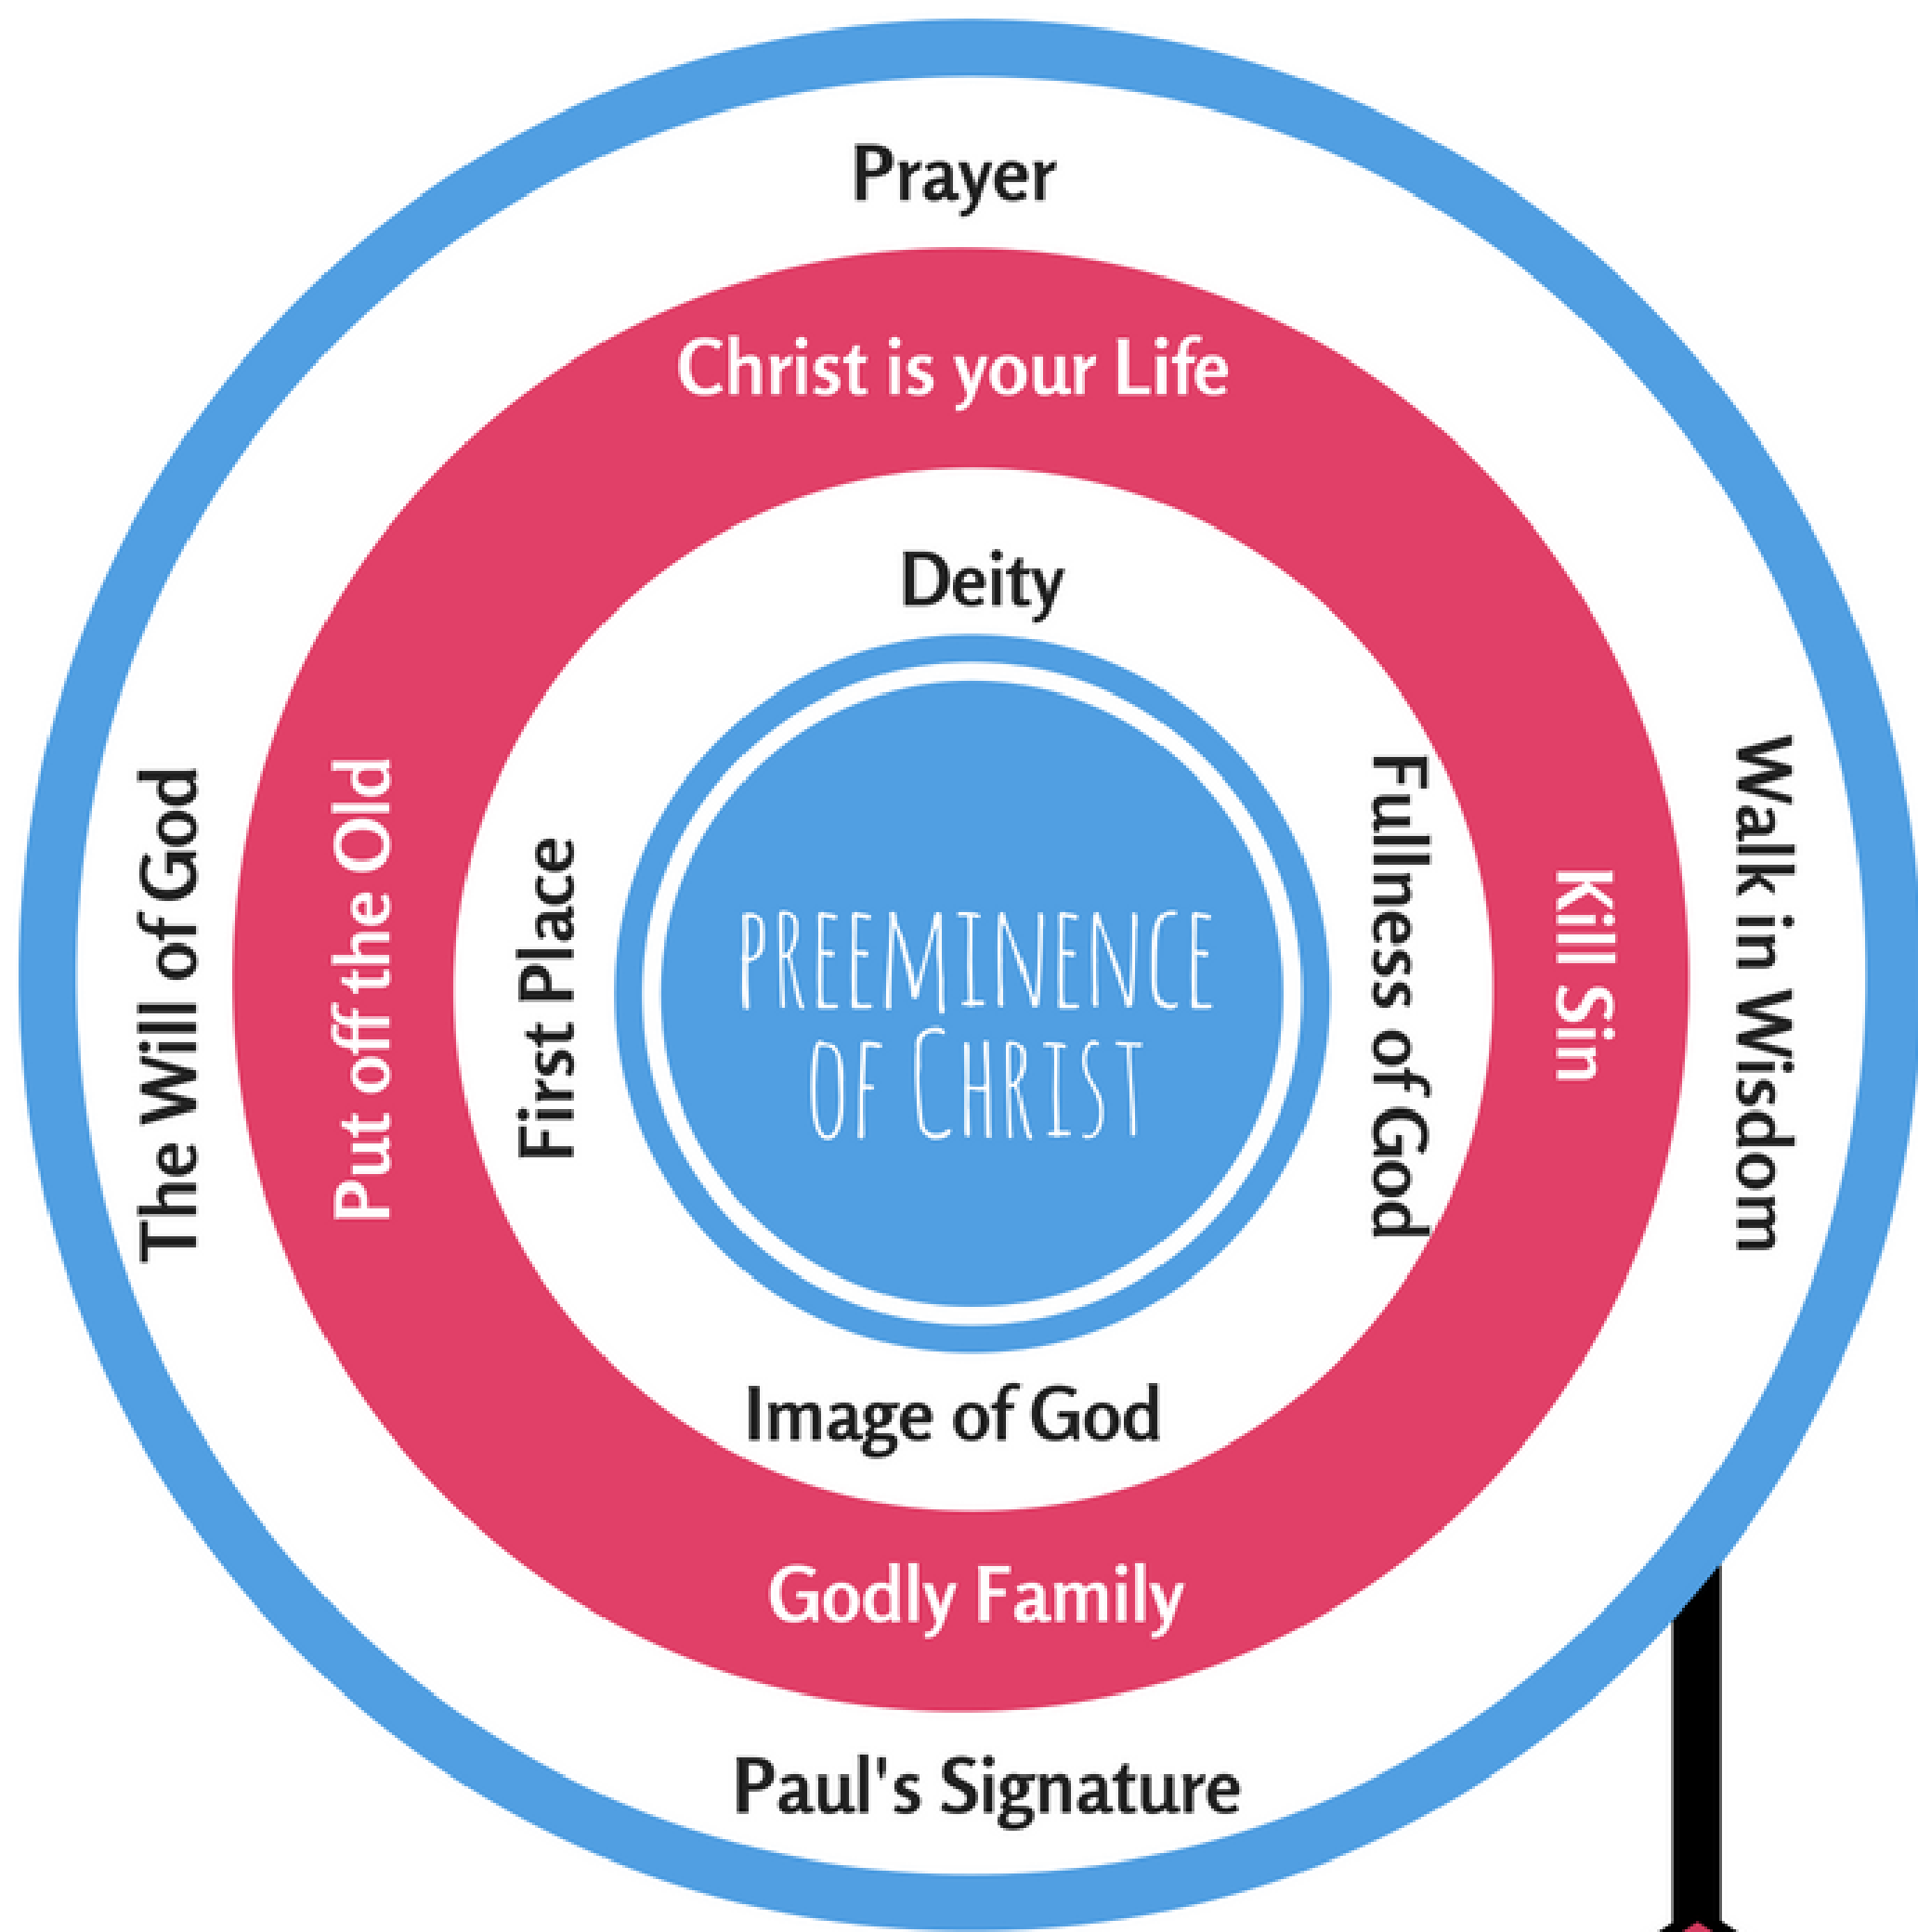 Prayer
Christ is your Life
Deity
The Will of God
Put off the Old
First Place
PREEMINENCE
OF CHRIST
Fullness of God
Kill Sin
Walk in Wisdom
Image of God
Godly Family
Paul's Signature